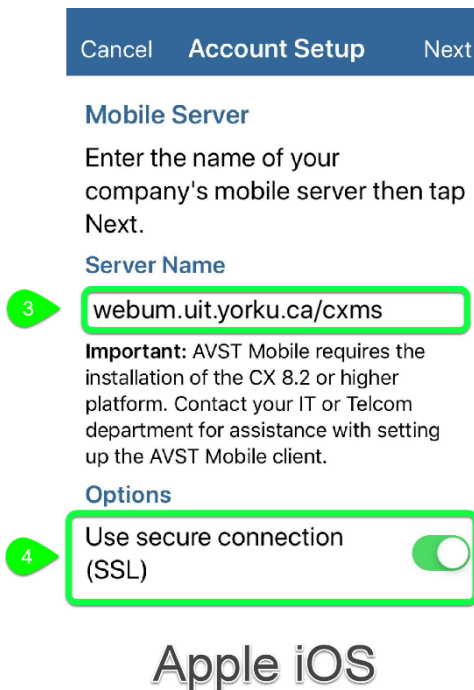 Cancel Account Setup Next
Mobile Server
Enter the name of your
company's mobile server then tap
Next.
Server Name
3
webum.uit.yorku.ca/cxms
Important: AVST Mobile requires the
installation of the CX 8.2 or higher
platform. Contact your IT or Telcom
department for assistance with setting
up the AVST Mobile client.
Options
4
Use secure connection
(SSL)
Apple iOS